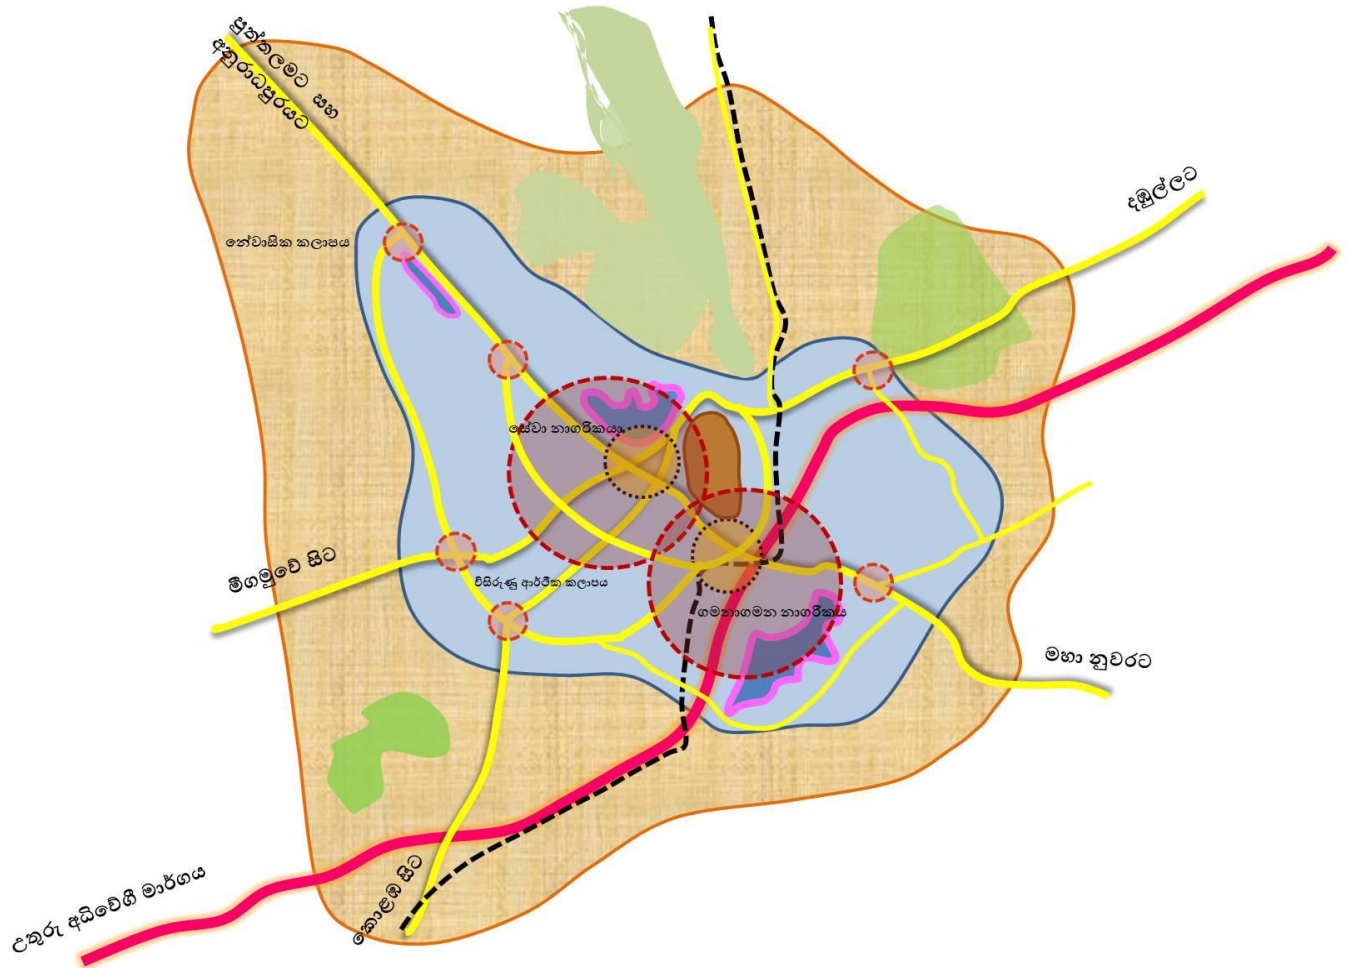 පුත්තලමට සහ
අනුරාධපුරයට
දඹුල්ලට
නේවාසික කලාපය
සේවා නාගරිකයා
මීගමුවේ සිට
විසිරුණු ආර්ථික කලාපය
ගමනාගමන නාගරිකය
මහා නුවරට
කොළඹ සිට
උතුරු අධිවේගී මාර්ගය